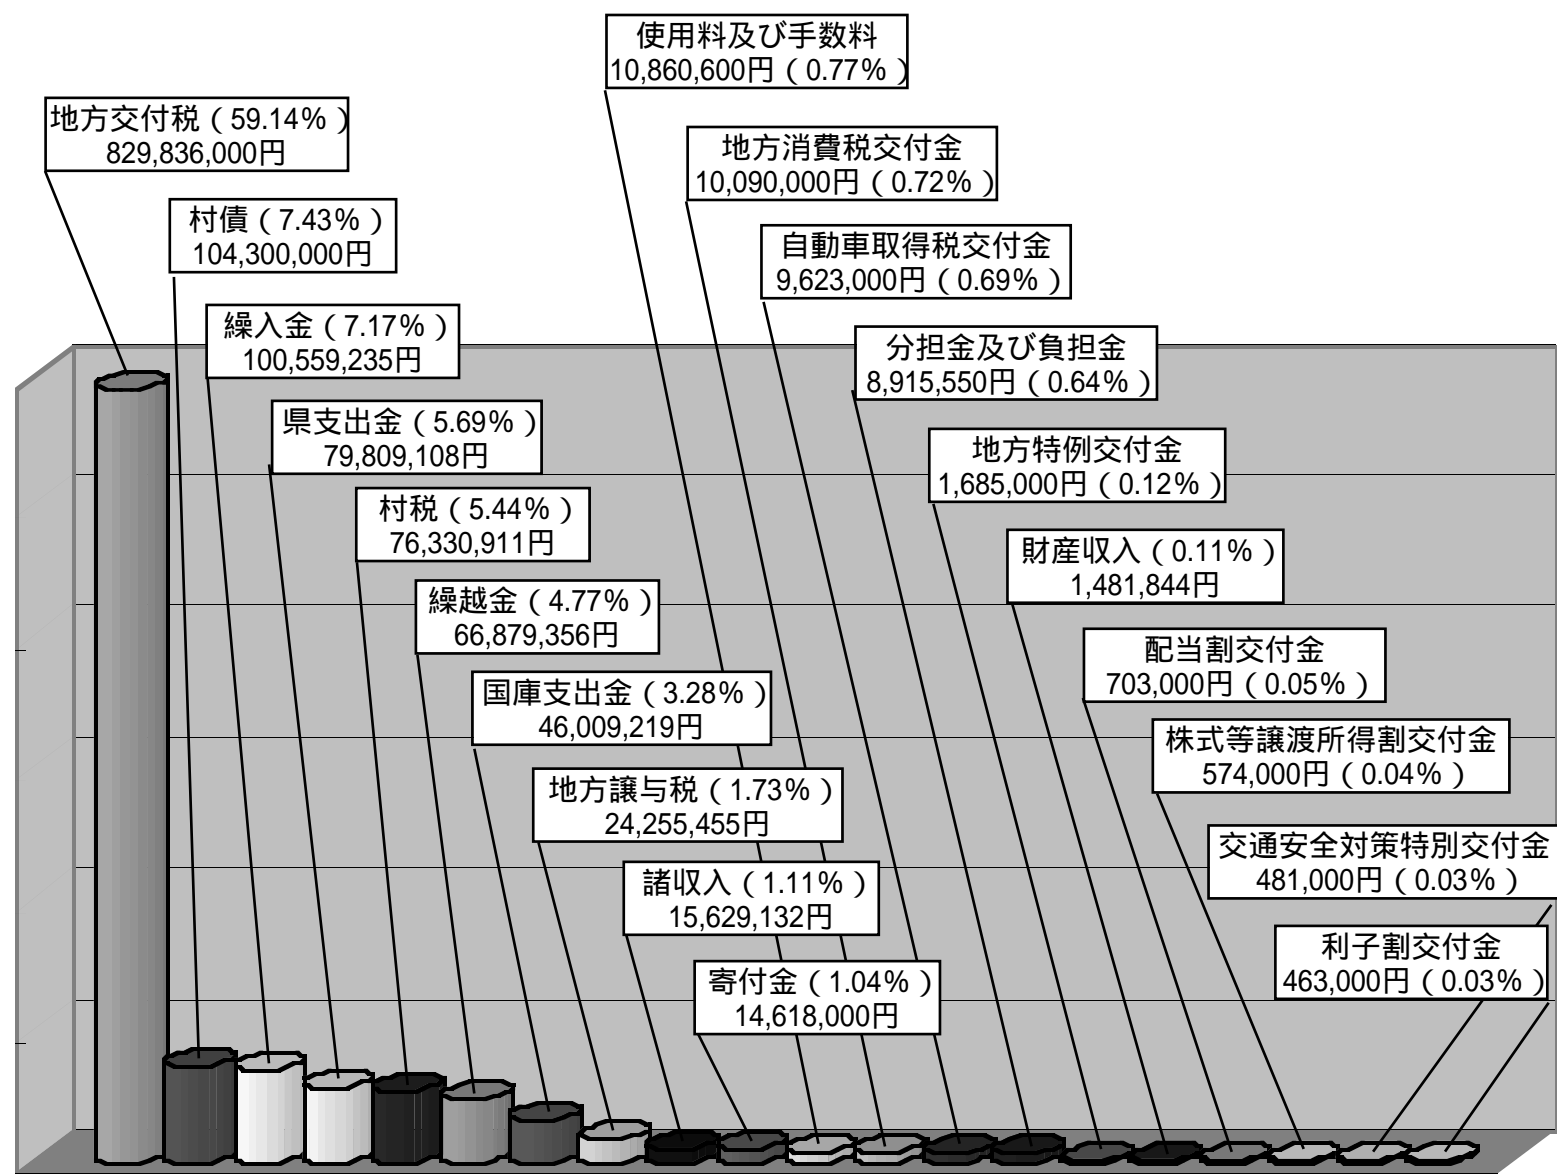 地方交付税（59.14%）
829,836,000円
村債（7.43%）
104,300,000円
繰入金（7.17%）
100,559,235円
県支出金（5.69%）
79,809,108円
村税（5.44%）
76,330,911円
繰越金（4.77%）
66,879,356円
国庫支出金（3.28%）
46,009,219円
地方譲与税（1.73%）
24,255,455円
諸収入（1.11%）
15,629,132円
寄付金（1.04%）
14,618,000円
使用料及び手数料
10,860,600円（0.77%）
地方消費税交付金
10,090,000円（0.72%）
自動車取得税交付金
9,623,000円（0.69%）
分担金及び負担金
8,915,550円（0.64%）
地方特例交付金
1,685,000円（0.12%）
財産収入（0.11%）
1,481,844円
配当割交付金
703,000円（0.05%）
株式等譲渡所得割交付金
574,000円（0.04%）
交通安全対策特別交付金
481,000円（0.03%）
利子割交付金
463,000円（0.03%）